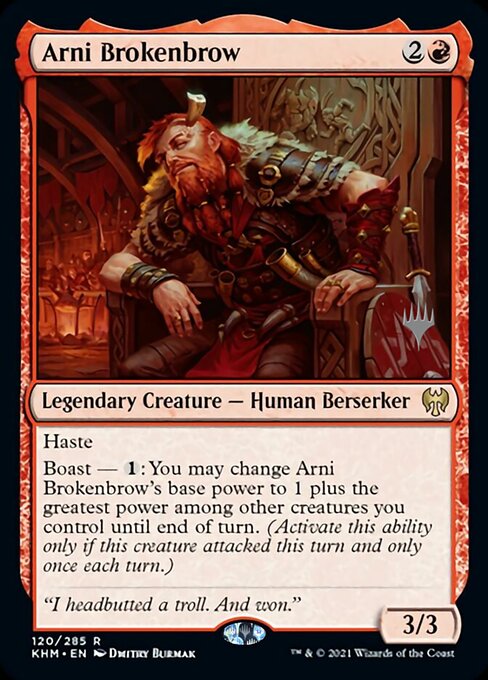 Arni Brokenbrow 2
Legendary Creature — Human Berserker
Haste
Boast — 1: You may change Arni
Brokenbrow's base power to 1 plus the
greatest power among other creatures you
control until end of turn. (Activate this ability
only if this creature attacked this turn and only
once each turn.)
"I headbutted a troll. And won."
3/3
120/285 R
KHM • EN Dmitry Burmak
™ & © 2021 Wizards of the Coast